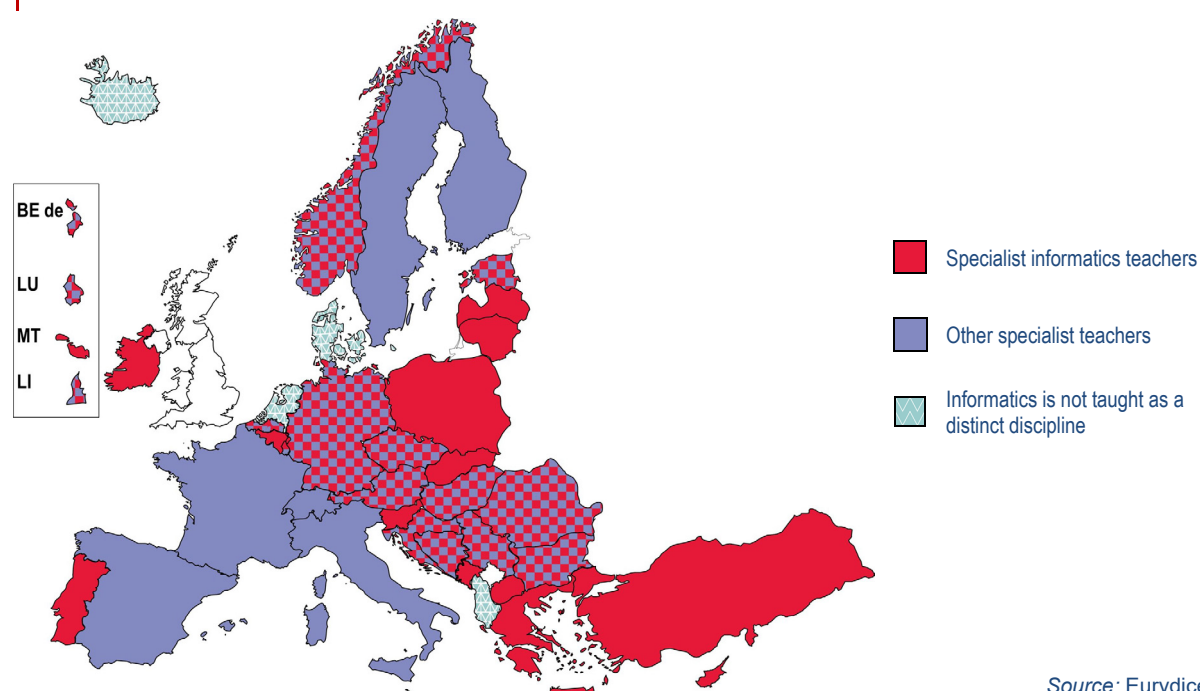 BE de
LU
MT
LI
Specialist informatics teachers
Other specialist teachers
Informatics is not taught as a
distinct discipline
Source: Eurydice